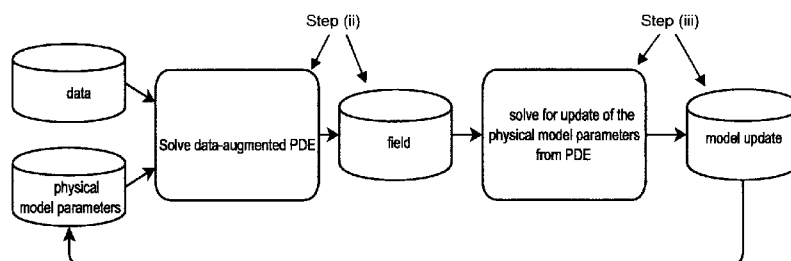 Step (ii)
Step (iii)
data
Solve data-augmented PDE
field
solve for update of the
physical model parameters
from PDE
model update
physical
model parameters